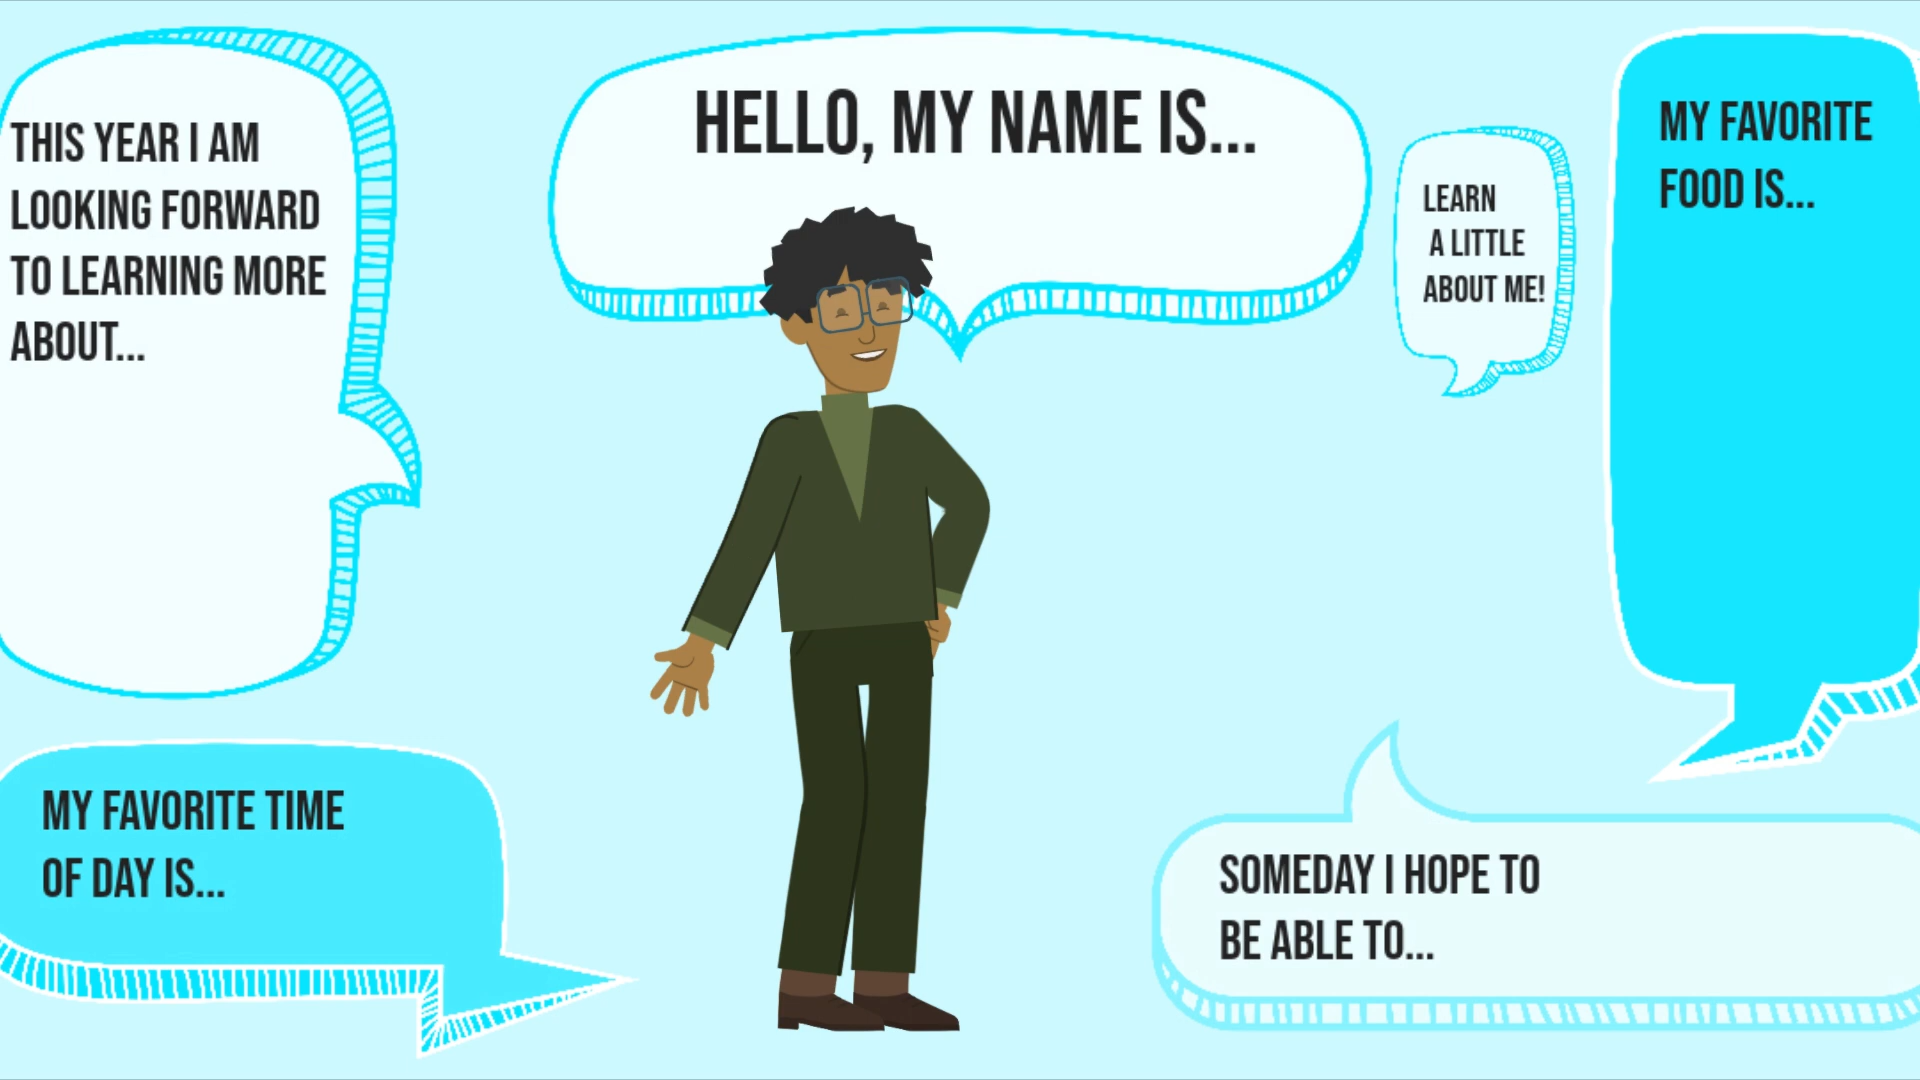 HELLO, MY NAME IS...
THIS YEAR I AM
LOOKING FORWARD
TO LEARNING MORE
ABOUT...
LEARN
A LITTLE
ABOUT ME!
MY FAVORITE
FOOD IS...
MY FAVORITE TIME
OF DAY IS...
SOMEDAY I HOPE TO
BE ABLE TO...